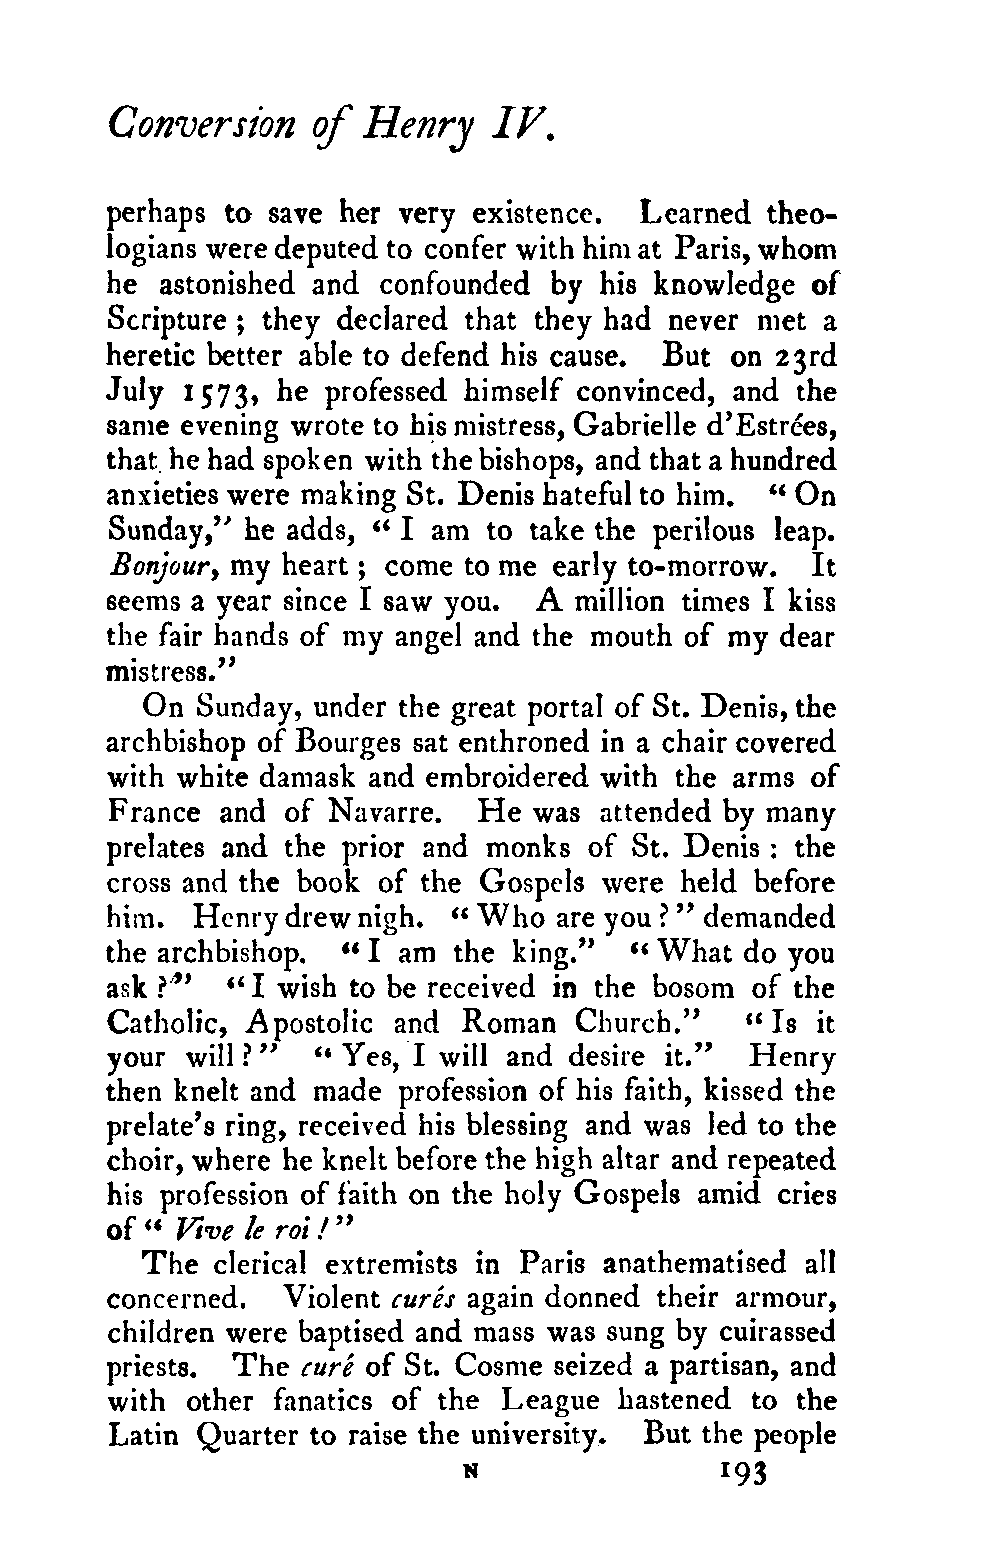 Conversion of Henry IV.
perhaps to save her very existence. Learned theo-
logians were deputed to confer with him at Paris, whom
he astonished and confounded by his knowledge of
Scripture ; they declared that they had never met a
heretic better able to defend his cause. But on 23rd
July 1573, he professed himself convinced, and the
same evening wrote to his mistress, Gabrielle d'Estrées,
that he had spoken with the bishops, and that a hundred
anxieties were making St. Denis hateful to him. “ On
Sunday,” he adds, “ I am to take the perilous leap.
Bonjour, my heart ; come to me early to-morrow. It
seems a year since I saw you. A million times I kiss
the fair hands of my angel and the mouth of my dear
mistress.”
On Sunday, under the great portal of St. Denis, the
archbishop of Bourges sat enthroned in a chair covered
with white damask and embroidered with the arms of
France and of Navarre. He was attended by many
prelates and the prior and monks of St. Denis : the
cross and the book of the Gospels were held before
him. Henry drew nigh. “ Who are you ? ” demanded
the archbishop. “ I am the king.” “ What do you
ask ?” “ I wish to be received in the bosom of the
Catholic, Apostolic and Roman Church.” “ Is it
your will ? ” “ Yes, I will and desire it.” Henry
then knelt and made profession of his faith, kissed the
prelate's ring, received his blessing and was led to the
choir, where he knelt before the high altar and repeated
his profession of faith on the holy Gospels amid cries
of “ Vive le roi ! ”
The clerical extremists in Paris anathematised all
concerned. Violent curés again donned their armour,
children were baptised and mass was sung by cuirassed
priests. The curé of St. Cosme seized a partisan, and
with other fanatics of the League hastened to the
Latin Quarter to raise the university. But the people
N 193